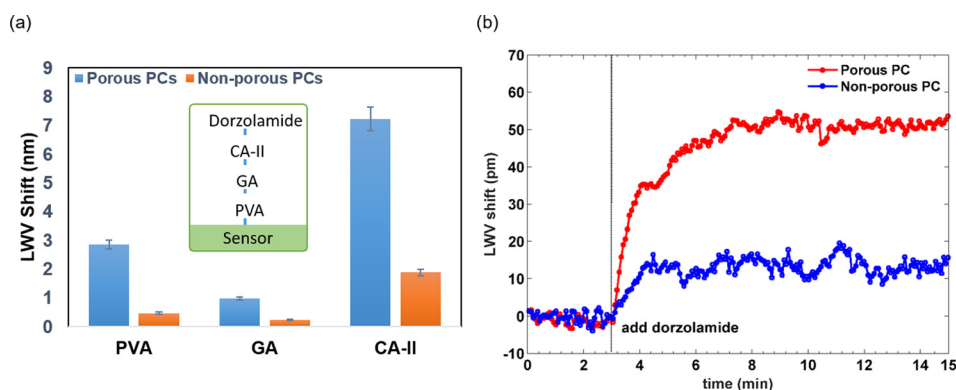 (a)
LWV Shift (nm)
9
8
7
6
5
4
3
2
1
0
Porous PCs Non-porous PCs
Dorzolamide
CA-II
GA
PVA
Sensor
PVA GA CA-II
(b)
LWV shift (pm)
70
60
50
40
30
20
10
0
-10
Porous PC
Non-porous PC
add dorzolamide
0 2 4 6 8 10 12 14 15
time (min)